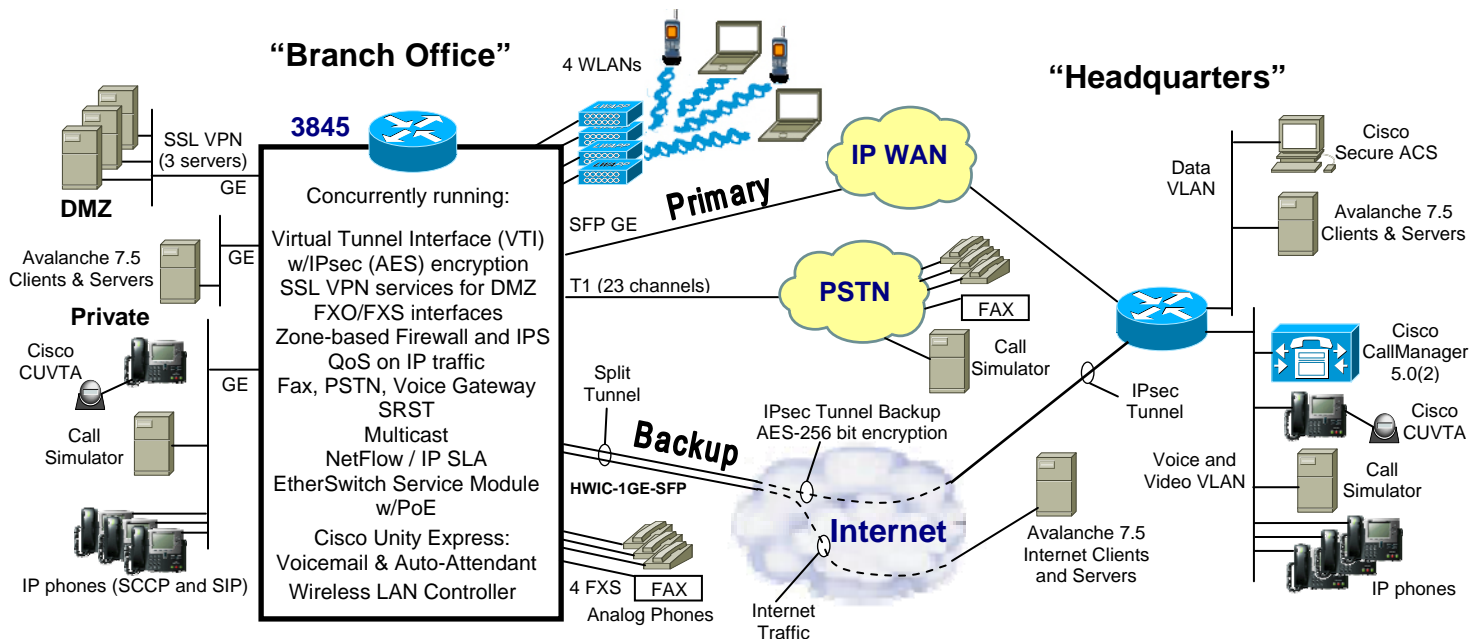 “Branch Office”
4 WLANs
“Headquarters”
SSL VPN
(3 servers)
GE
DMZ
Avalanche 7.5
Clients & Servers
GE
Private
Cisco
CUVTA
GE
Call
Simulator
IP phones (SCCP and SIP)
3845
Concurrently running:
Virtual Tunnel Interface (VTI)
w/IPsec (AES) encryption
SSL VPN services for DMZ
FXO/FXS interfaces
Zone-based Firewall and IPS
QoS on IP traffic
Fax, PSTN, Voice Gateway
SRST
Multicast
NetFlow / IP SLA
EtherSwitch Service Module
w/PoE
Cisco Unity Express:
Voicemail & Auto-Attendant
Wireless LAN Controller
SFP GE
Primary
IP WAN
T1 (23 channels)
PSTN
FAX
Call
Simulator
Split
Tunnel
Backup
IPsec Tunnel Backup
AES-256 bit encryption
HWIC-1GE-SFP
Internet
Internet
Traffic
4 FXS
FAX
Analog Phones
IPsec
Tunnel
Avalanche 7.5
Internet Clients
and Servers
Data
VLAN
Cisco
Secure ACS
Avalanche 7.5
Clients & Servers
Cisco
CallManager
5.0(2)
Cisco
CUVTA
Voice and
Video VLAN
Call
Simulator
IP phones